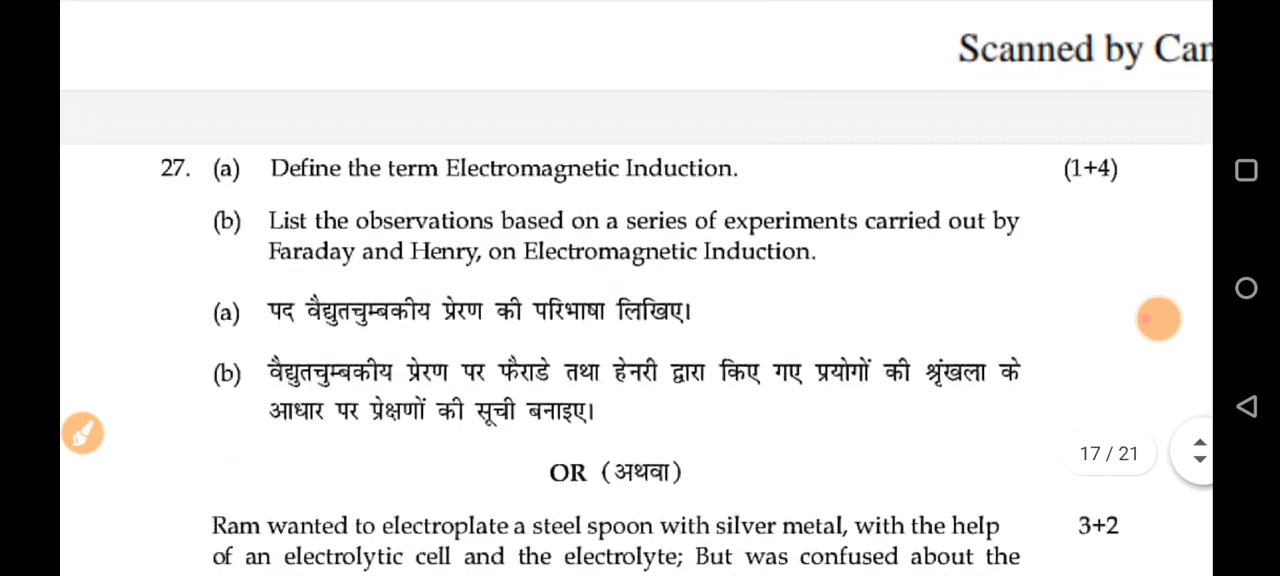 Scanned by Can
27. (a) Define the term Electromagnetic Induction. (1+4)
(b) List the observations based on a series of experiments carried out by
Faraday and Henry, on Electromagnetic Induction.
(a) पद वैद्युतचुम्बकीय प्रेरण की परिभाषा लिखिए।
(b) वैद्युतचुम्बकीय प्रेरण पर फैराडे तथा हेनरी द्वारा किए गए प्रयोगों की श्रृंखला के
आधार पर प्रेक्षणों की सूची बनाइए।
17 / 21
OR (अथवा)
Ram wanted to electroplate a steel spoon with silver metal, with the help 3+2
of an electrolytic cell and the electrolyte; But was confused about the